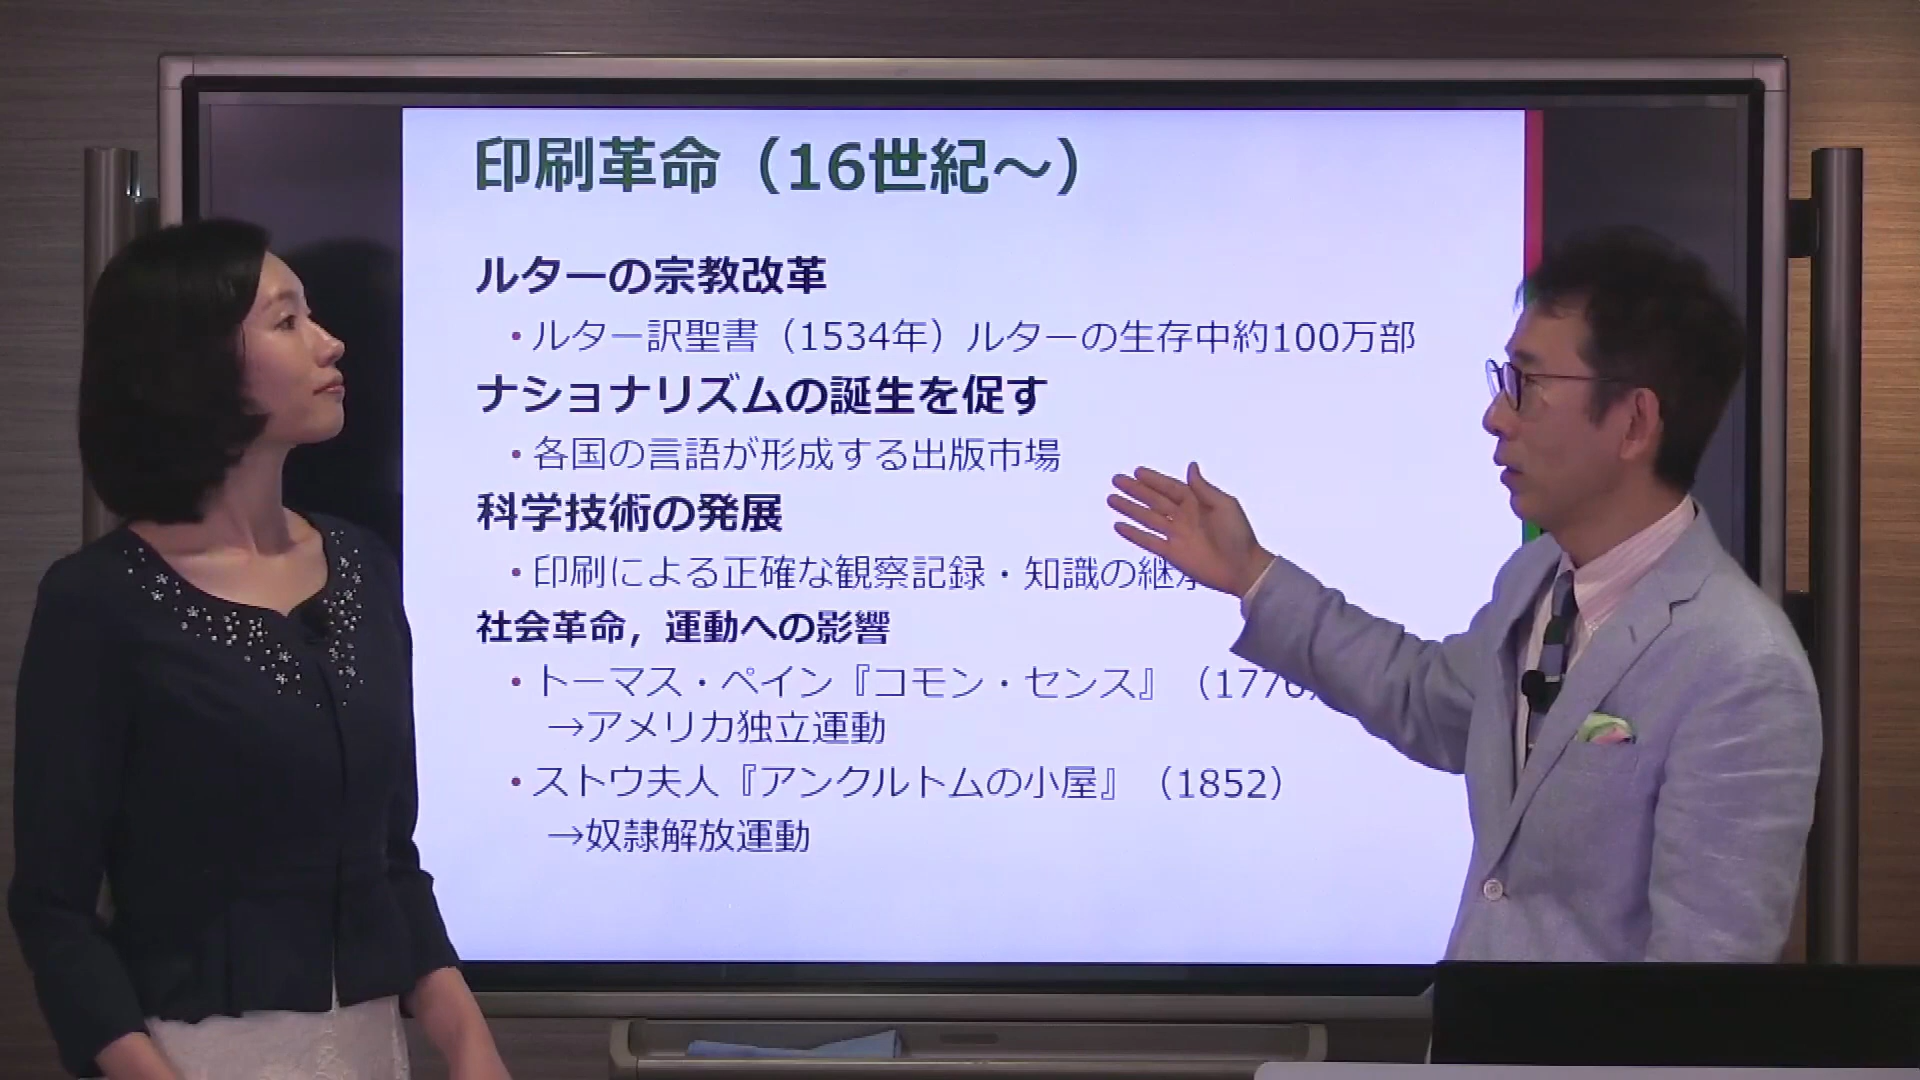 印刷革命（16世紀～）
ルターの宗教改革
・ルター訳聖書（1534年）ルターの生存中約100万部
ナショナリズムの誕生を促す
・各国の言語が形成する出版市場
科学技術の発展
・印刷による正確な観察記録・知識の継承
社会革命，運動への影響
・トーマス・ペイン『コモン・センス』（1776）
→アメリカ独立運動
・ストウ夫人『アンクルトムの小屋』（1852）
→奴隷解放運動